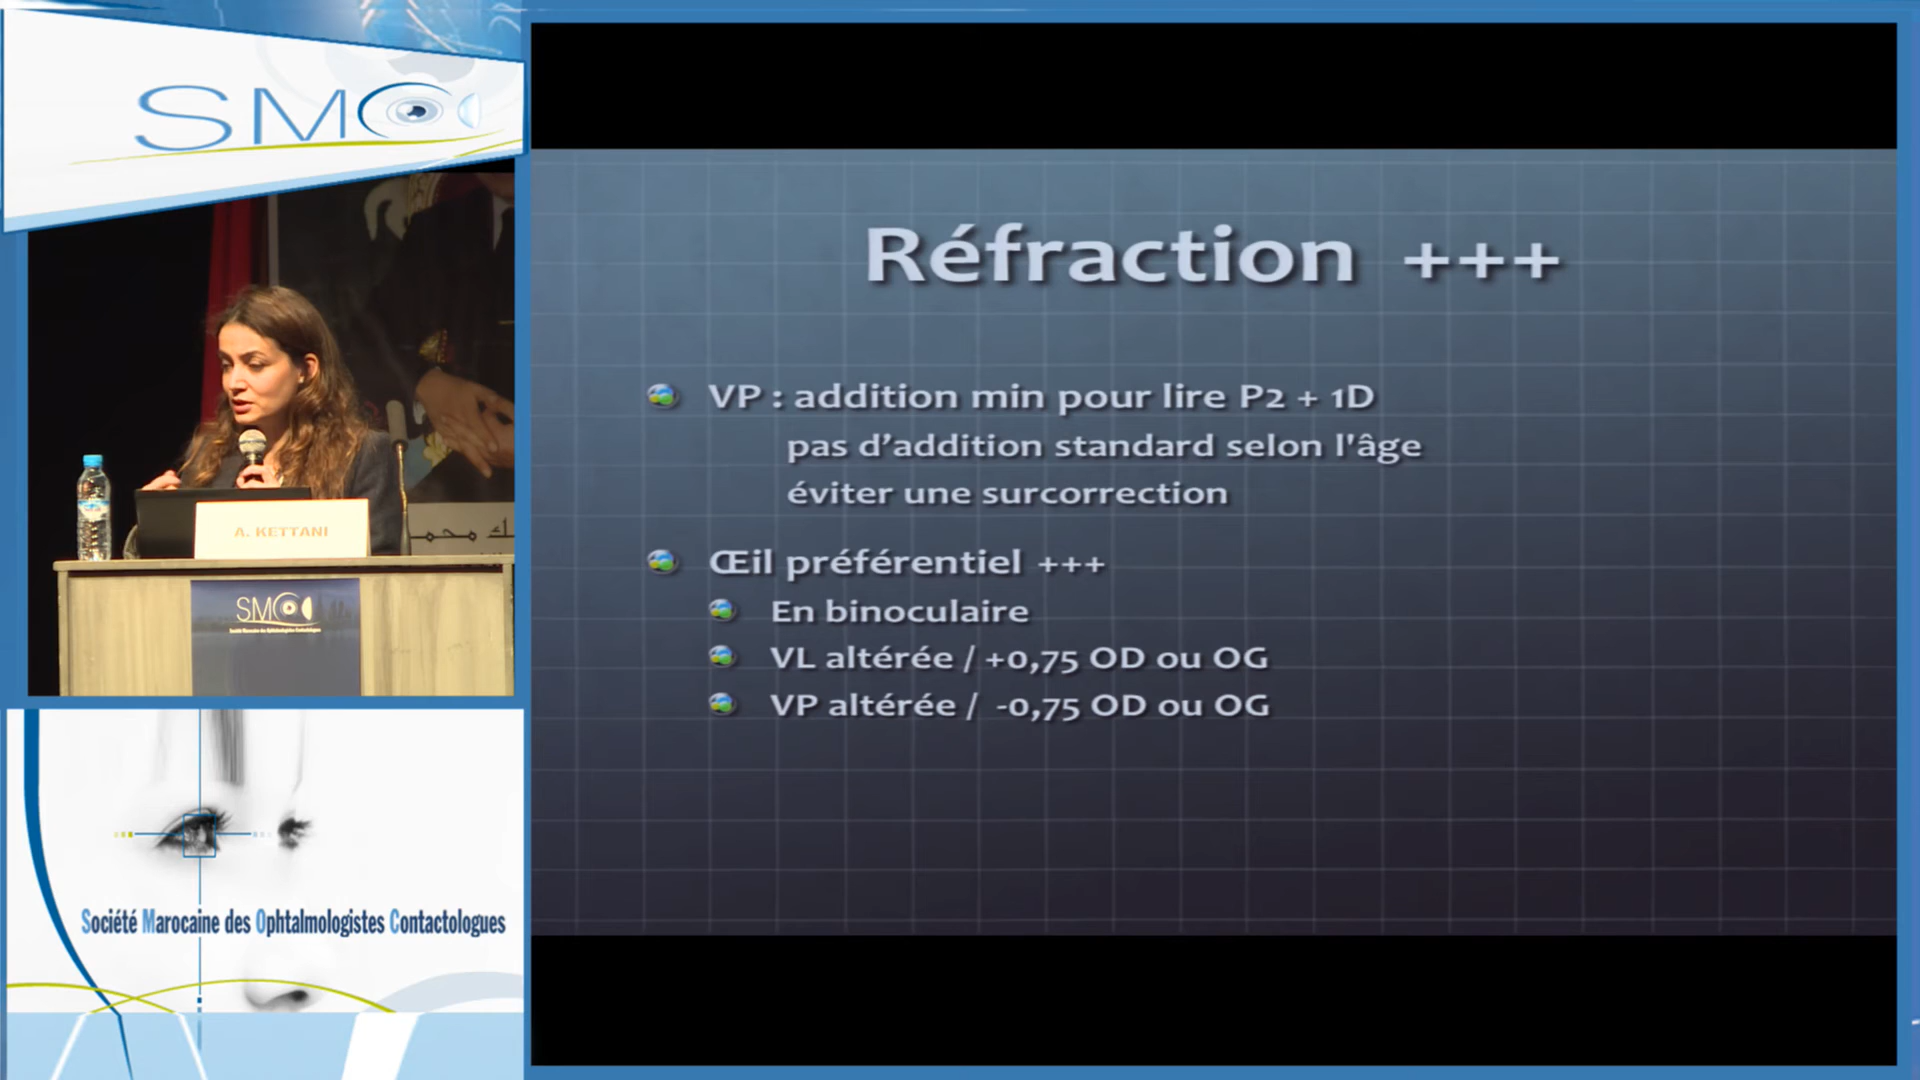 SMC
A. KETTANI
SMC
Société Marocaine des Ophtalmologistes Contactologues
Réfraction +++
VP : addition min pour lire P2 + 1D
pas d’addition standard selon l'âge
éviter une surcorrection
Œil préférentiel +++
En binoculaire
VL altérée / +0,75 OD ou OG
VP altérée / -0,75 OD ou OG